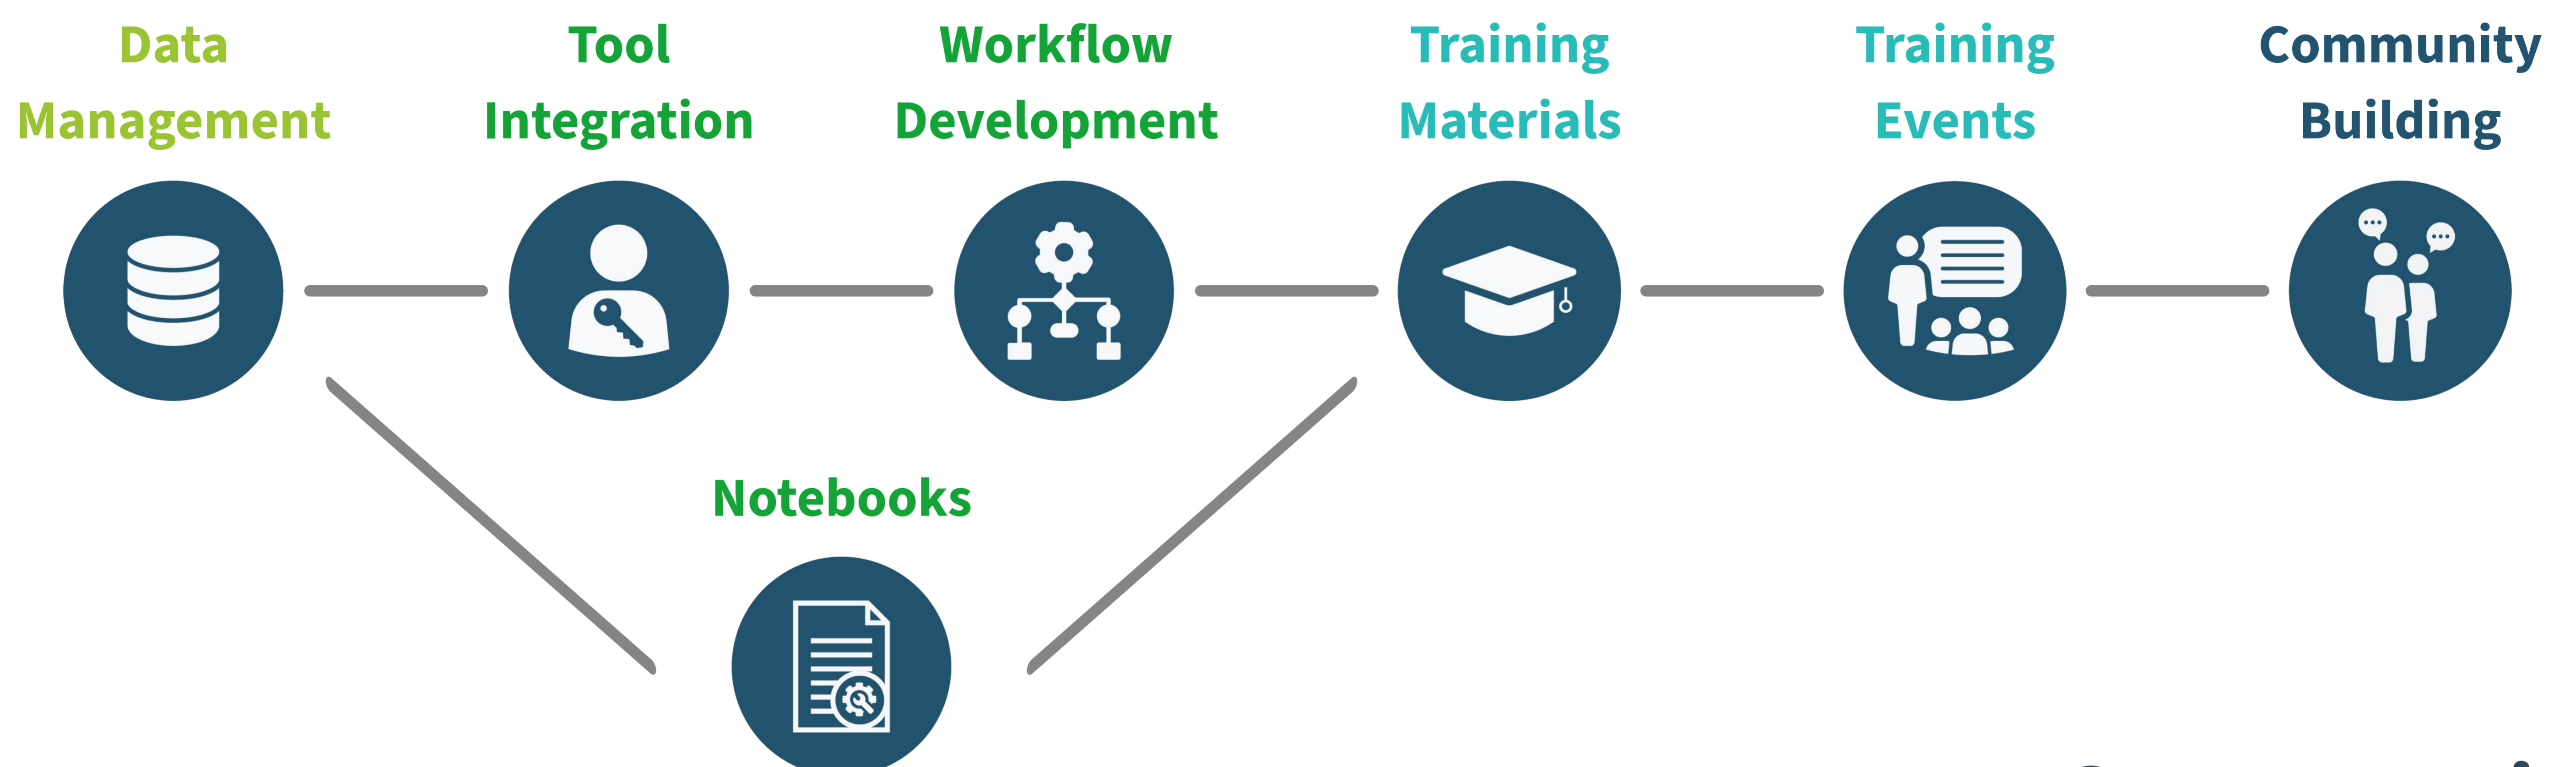 Data
Management
Tool
Integration
Workflow
Development
Training
Materials
Training
Events
Community
Building
Notebooks